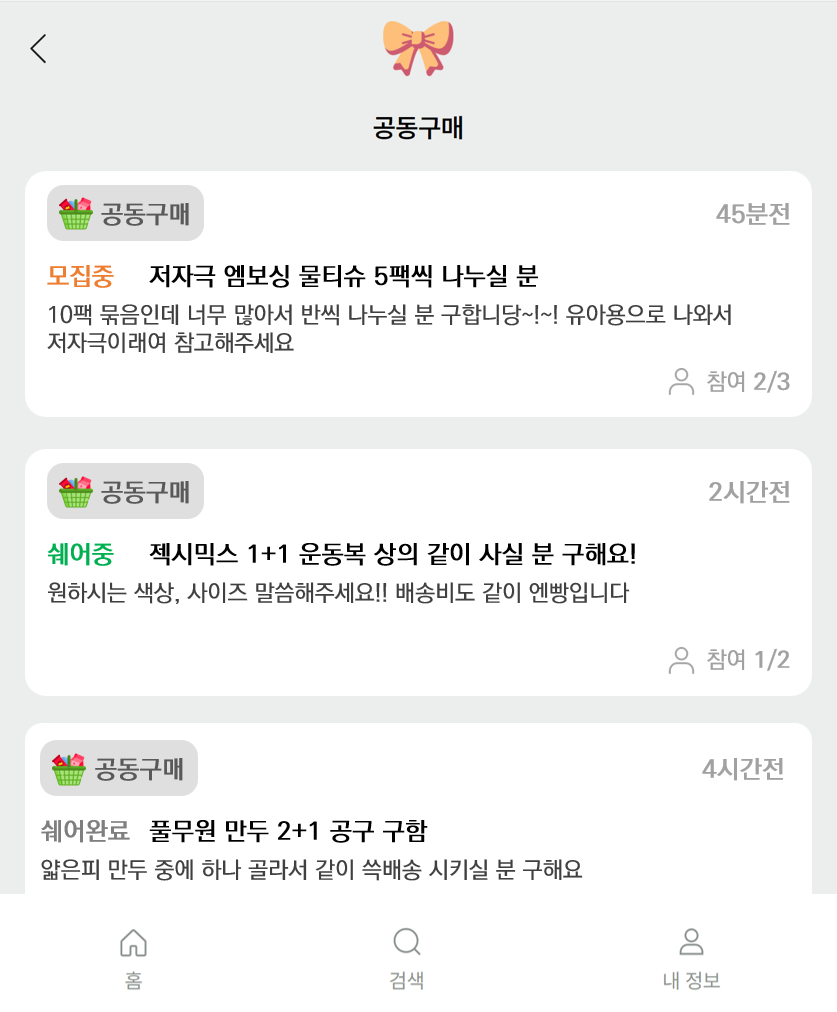 공동구매
공동구매
45분전
모집중 저자극 엠보싱 물티슈 5팩씩 나누실 분
10팩 묶음인데 너무 많아서 반씩 나누실 분 구합니당~!~! 유아용으로 나와서
저자극이래여 참고해주세요
참여 2/3
공동구매
2시간전
쉐어중 젝시믹스 1+1 운동복 상의 같이 사실 분 구해요!
원하시는 색상, 사이즈 말씀해주세요!! 배송비도 같이 엔빵입니다
참여 1/2
공동구매
4시간전
쉐어완료 풀무원 만두 2+1 공구 구함
얇은피 만두 중에 하나 골라서 같이 쓱배송 시키실 분 구해요
홈
검색
내 정보